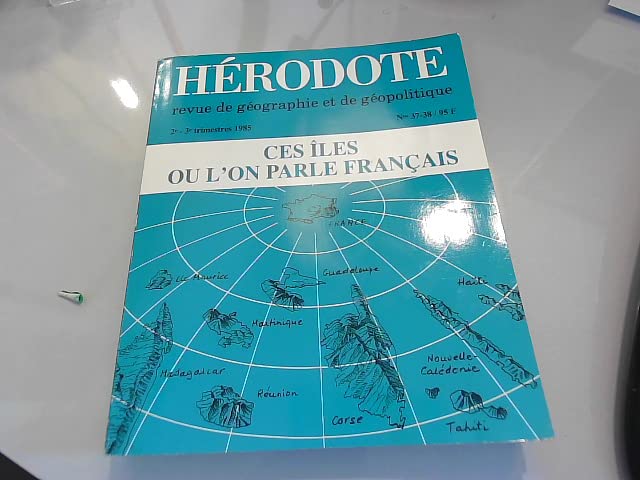 HÉRODOTE
revue de géographie et de géopolitique
2e - 3e trimestres 1985
Nos 37-38 / 95 F
CES ÎLES
OU L'ON PARLE FRANÇAIS
FRANCE
Ile Maurice
Guadeloupe
Haïti
Martinique
Madagascar
Réunion
Corse
Nouvelle-
Calédonie
Tahiti